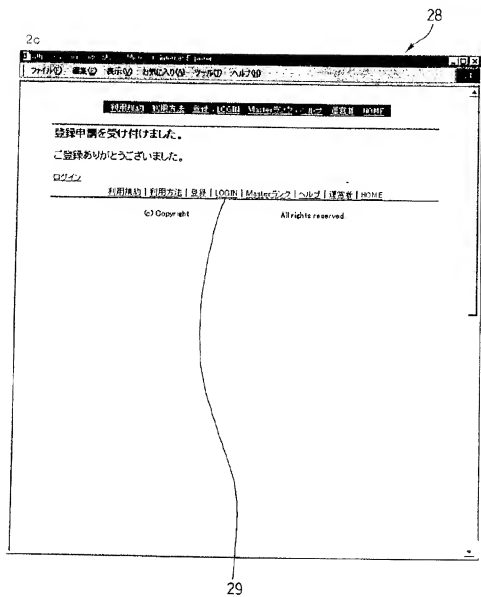 28
2c
ファイル(F) 編集(E) 表示(V) お気に入り(A) ツール(T) ヘルプ(H)
利用規約 利用方法 登録 LOGIN Masterランク ヘルプ 運営者 HOME
登録申請を受け付けました。
ご登録ありがとうございました。
ログイン
利用規約 | 利用方法 | 登録 | LOGIN | Masterランク | ヘルプ | 運営者 | HOME
(c) Copyright All rights reserved.
29